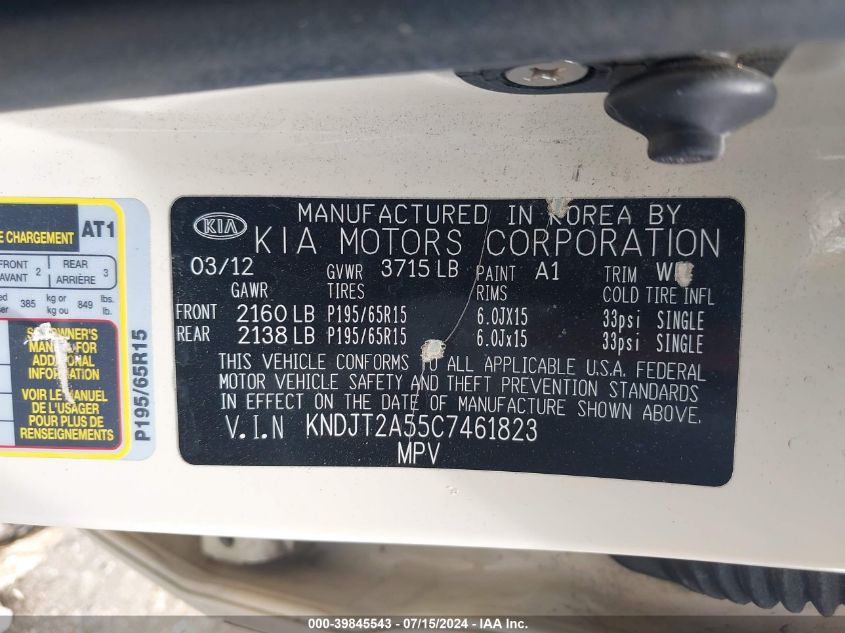 E CHARGEMENT AT1
FRONT 2 REAR 3
AVANT ARRIÈRE
385 kg or 849 lbs.
kg ou lb.
OWNER'S
MANUAL FOR
ADDITIONAL
INFORMATION
VOIR LE MANUEL
DE L'USAGER
POUR PLUS DE
RENSEIGNEMENTS
P195/65R15
KIA
MANUFACTURED IN KOREA BY
KIA MOTORS CORPORATION
03/12 GVWR 3715 LB PAINT A1 TRIM
GAWR TIRES RIMS COLD TIRE INFL
FRONT 2160 LB P195/65R15 6.0JX15 33psi SINGLE
REAR 2138 LB P195/65R15 6.0Jx15 33psi SINGLE
THIS VEHICLE CONFORMS TO ALL APPLICABLE U.S.A. FEDERAL
MOTOR VEHICLE SAFETY AND THEFT PREVENTION STANDARDS
IN EFFECT ON THE DATE OF MANUFACTURE SHOWN ABOVE.
V.I.N KNDJT2A55C7461823
MPV
000-39845543 - 07/15/2024 - IAA Inc.